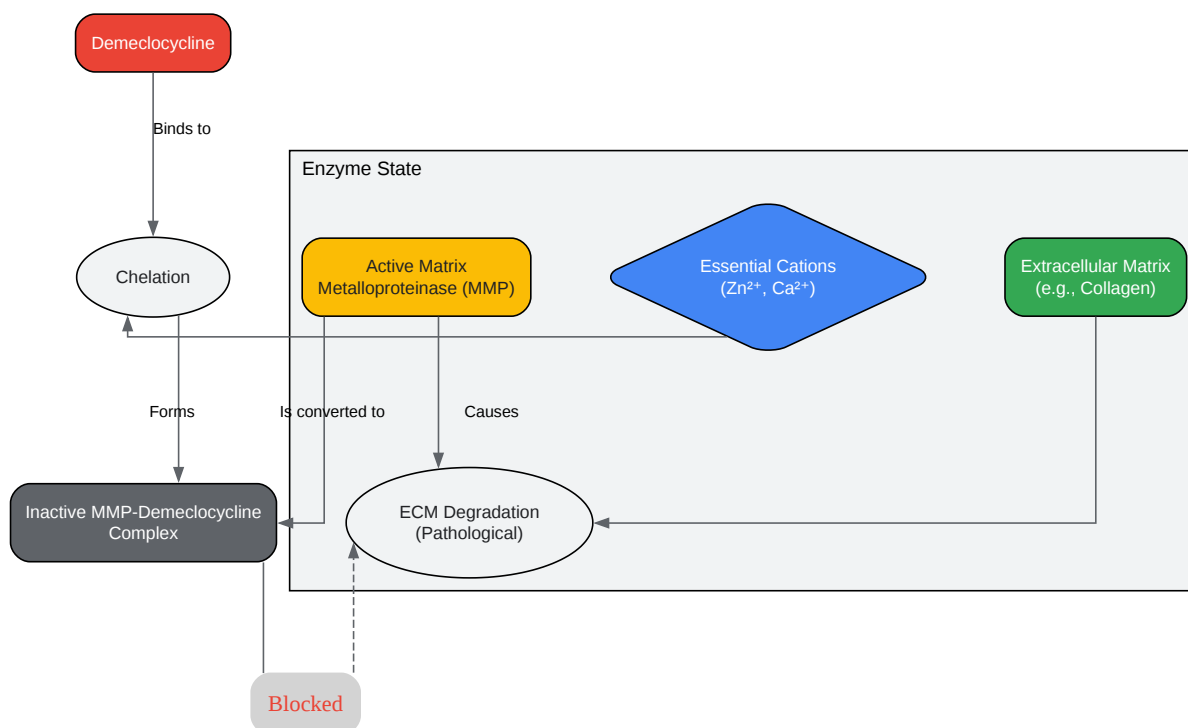 Demeclocycline
Binds to
Enzyme State
Chelation
Active Matrix
Metalloproteinase (MMP)
Essential Cations
(Zn²⁺, Ca²⁺)
Extracellular Matrix
(e.g., Collagen)
Forms
Is converted to
Causes
Inactive MMP-Demeclocycline
Complex
ECM Degradation
(Pathological)
Blocked